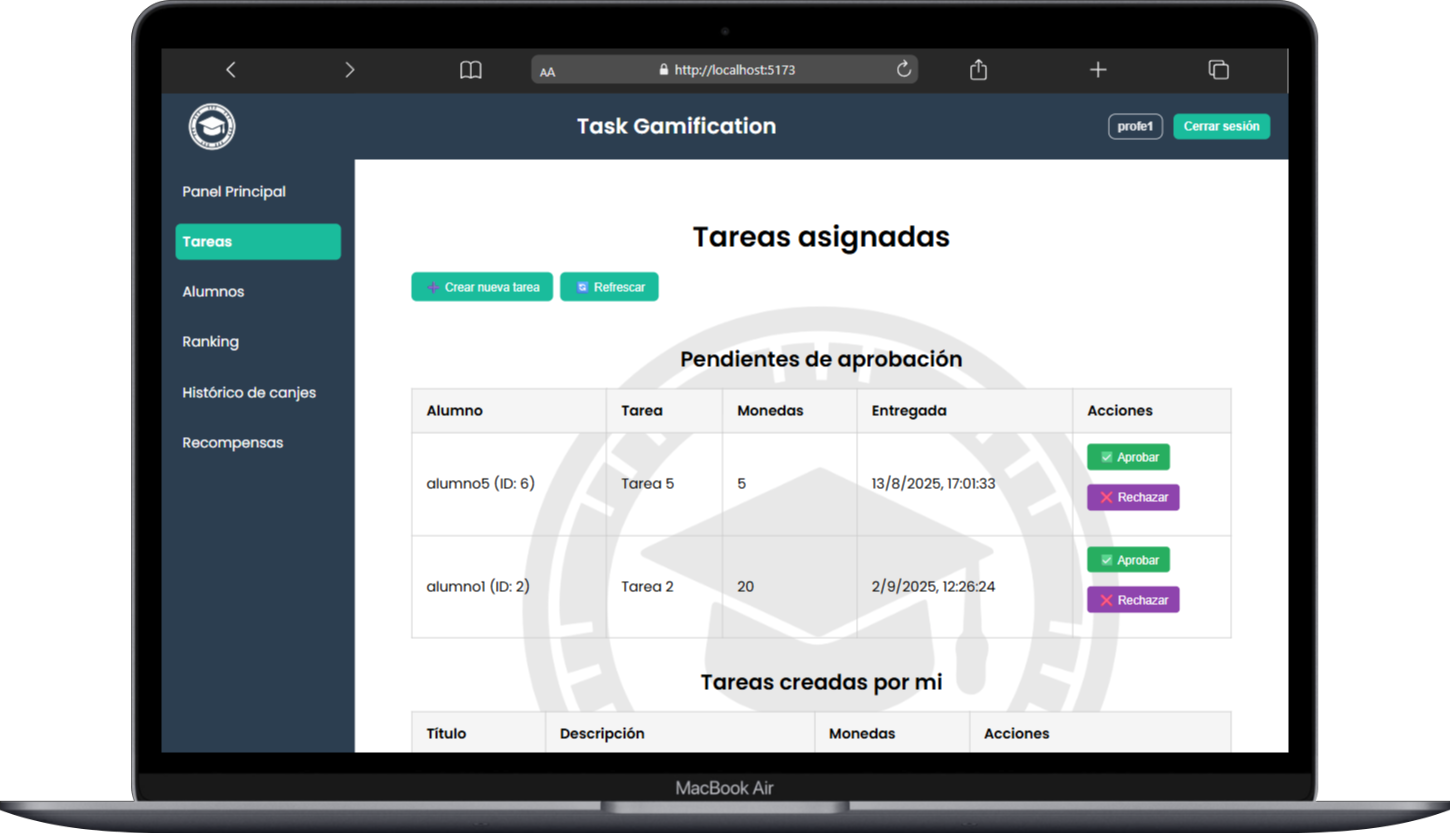 AA http://localhost:5173
Task Gamification
profe1 Cerrar sesión
Panel Principal
Tareas
Alumnos
Ranking
Histórico de canjes
Recompensas
Tareas asignadas
Crear nueva tarea Refrescar
Pendientes de aprobación
Alumno Tarea Monedas Entregada Acciones
alumno5 (ID: 6) Tarea 5 5 13/8/2025, 17:01:33 Aprobar
Rechazar
alumno1 (ID: 2) Tarea 2 20 2/9/2025, 12:26:24 Aprobar
Rechazar
Tareas creadas por mi
Título Descripción Monedas Acciones
MacBook Air